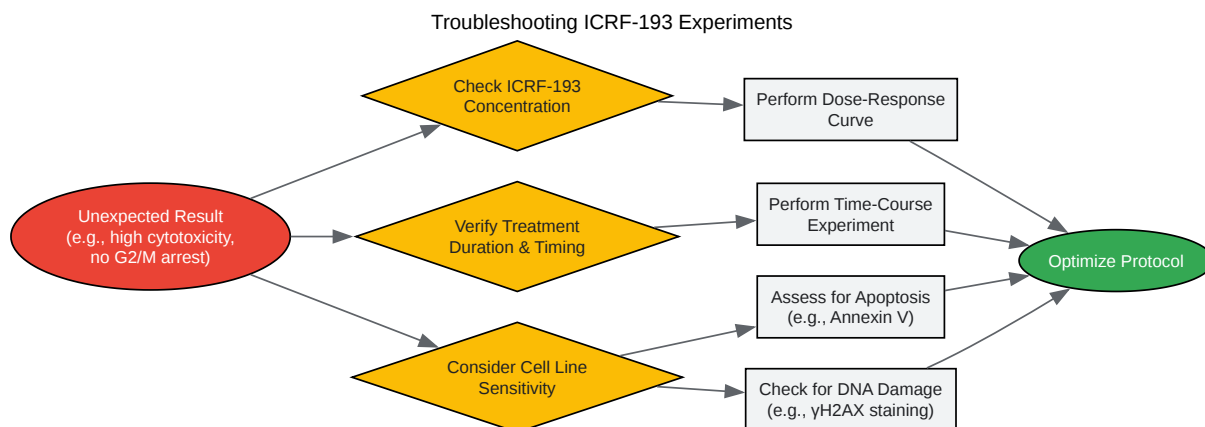 Troubleshooting ICRF-193 Experiments
Check ICRF-193
Concentration
Perform Dose-Response
Curve
Unexpected Result
(e.g., high cytotoxicity,
no G2/M arrest)
Verify Treatment
Duration & Timing
Perform Time-Course
Experiment
Optimize Protocol
Assess for Apoptosis
(e.g., Annexin V)
Consider Cell Line
Sensitivity
Check for DNA Damage
(e.g., γH2AX staining)